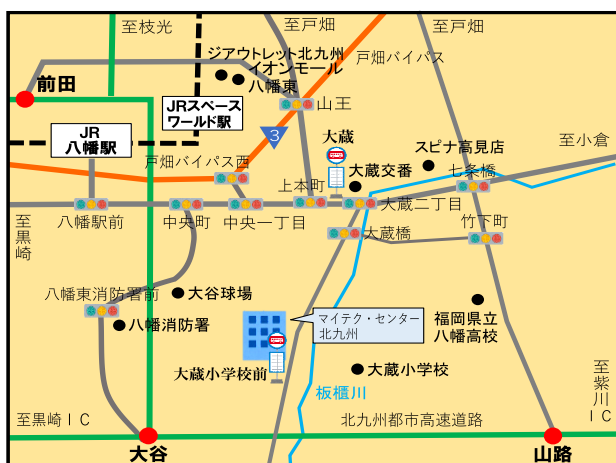 至枝光
至戸畑
至戸畑
戸畑バイパス
ジアウトレット北九州
イオンモール
八幡東
前田
JRスペース
ワールド駅
山王
3
大蔵
JR
八幡駅
戸畑バイパス西
大蔵交番
スピナ高見店
至小倉
七条橋
上本町
大蔵二丁目
八幡駅前
中央町
中央一丁目
竹下町
至黒崎
大蔵橋
八幡東消防署前
大谷球場
八幡消防署
マイテク・センター
北九州
福岡県立
八幡高校
大蔵小学校前
大蔵小学校
板櫃川
至紫川IC
至黒崎IC
北九州都市高速道路
大谷
山路